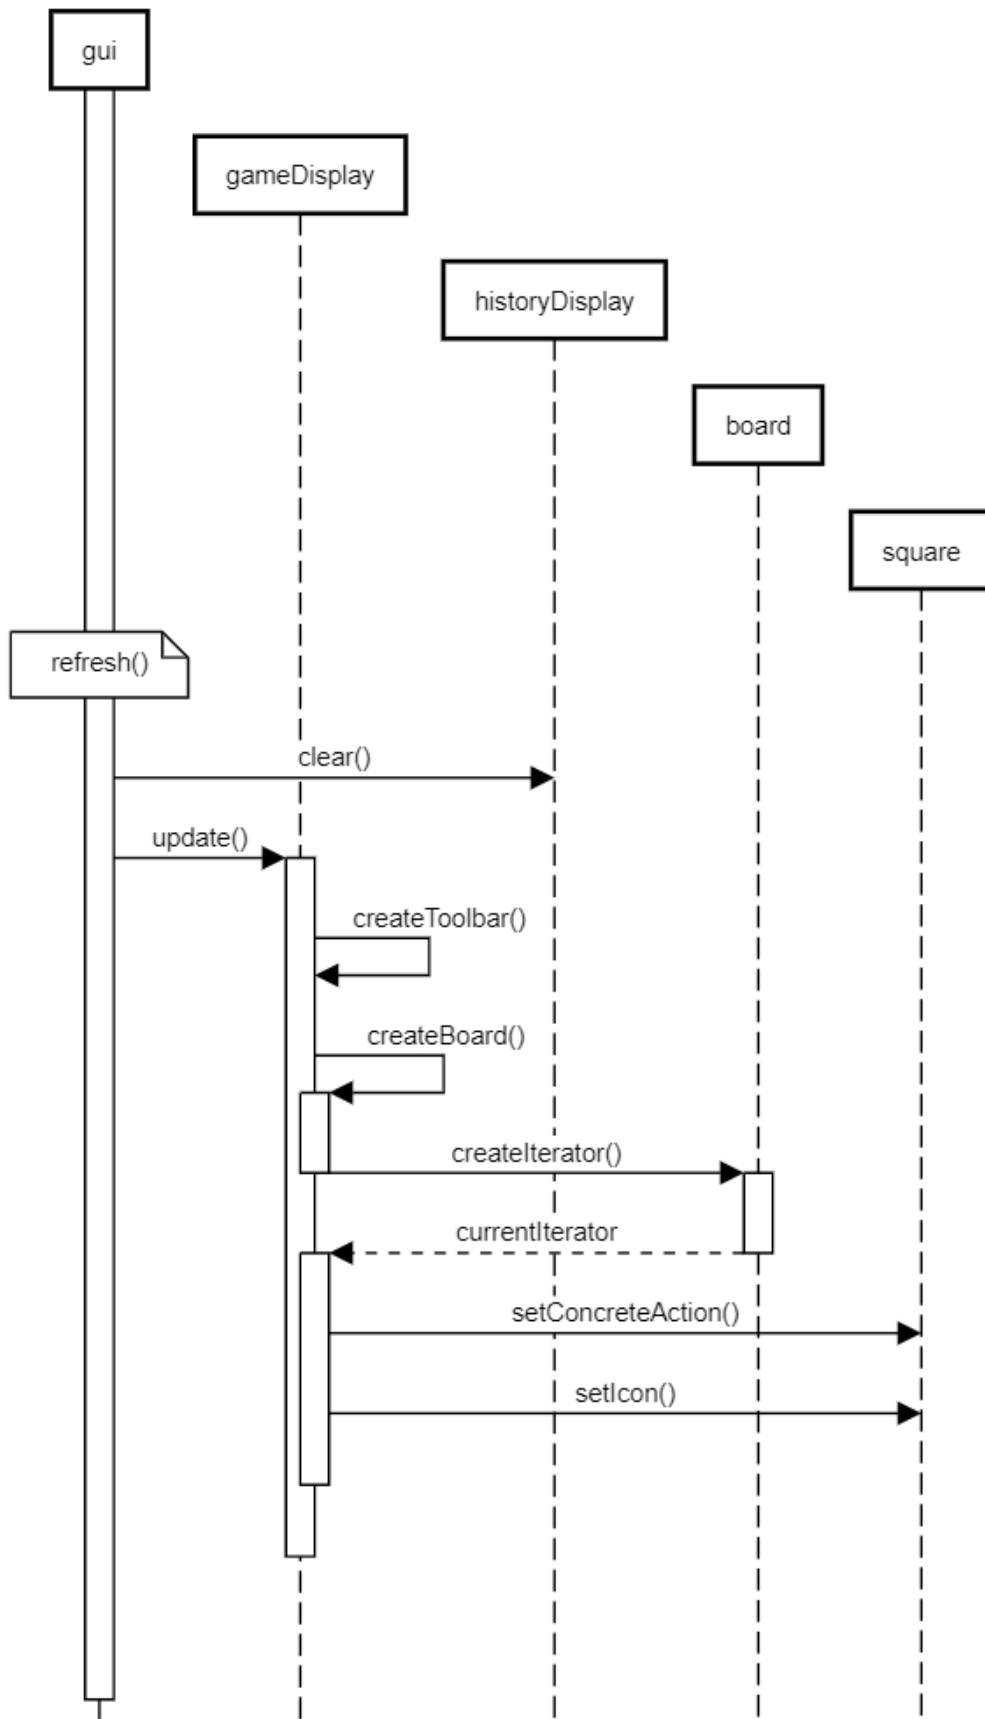 gui
gameDisplay
historyDisplay
board
square
refresh()
clear()
update()
createToolbar()
createBoard()
createIterator()
currentIterator
setConcreteAction()
setIcon()